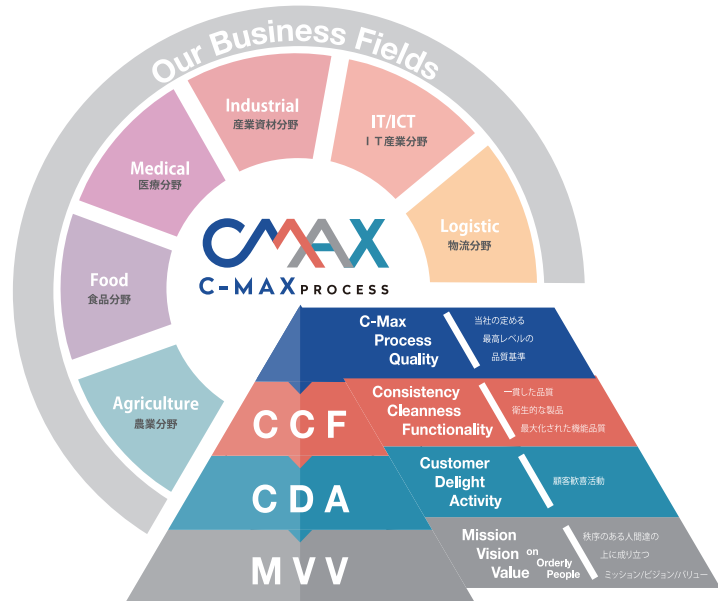 Our Business Fields
Industrial
産業資材分野
IT/ICT
IT産業分野
Medical
医療分野
Logistic
物流分野
Food
食品分野
Agriculture
農業分野
CMAX
C-MAX PROCESS
C-Max
Process
Quality
当社の定める
最高レベルの
品質基準
CCF
Consistency
Cleanness
Functionality
一貫した品質
衛生的な製品
最大化された機能品質
CDA
Customer
Delight
Activity
顧客歓喜活動
MVV
Mission
Vision on
Value Orderly
People
秩序のある人間達の
上に成り立つ
ミッション/ビジョン/バリュー